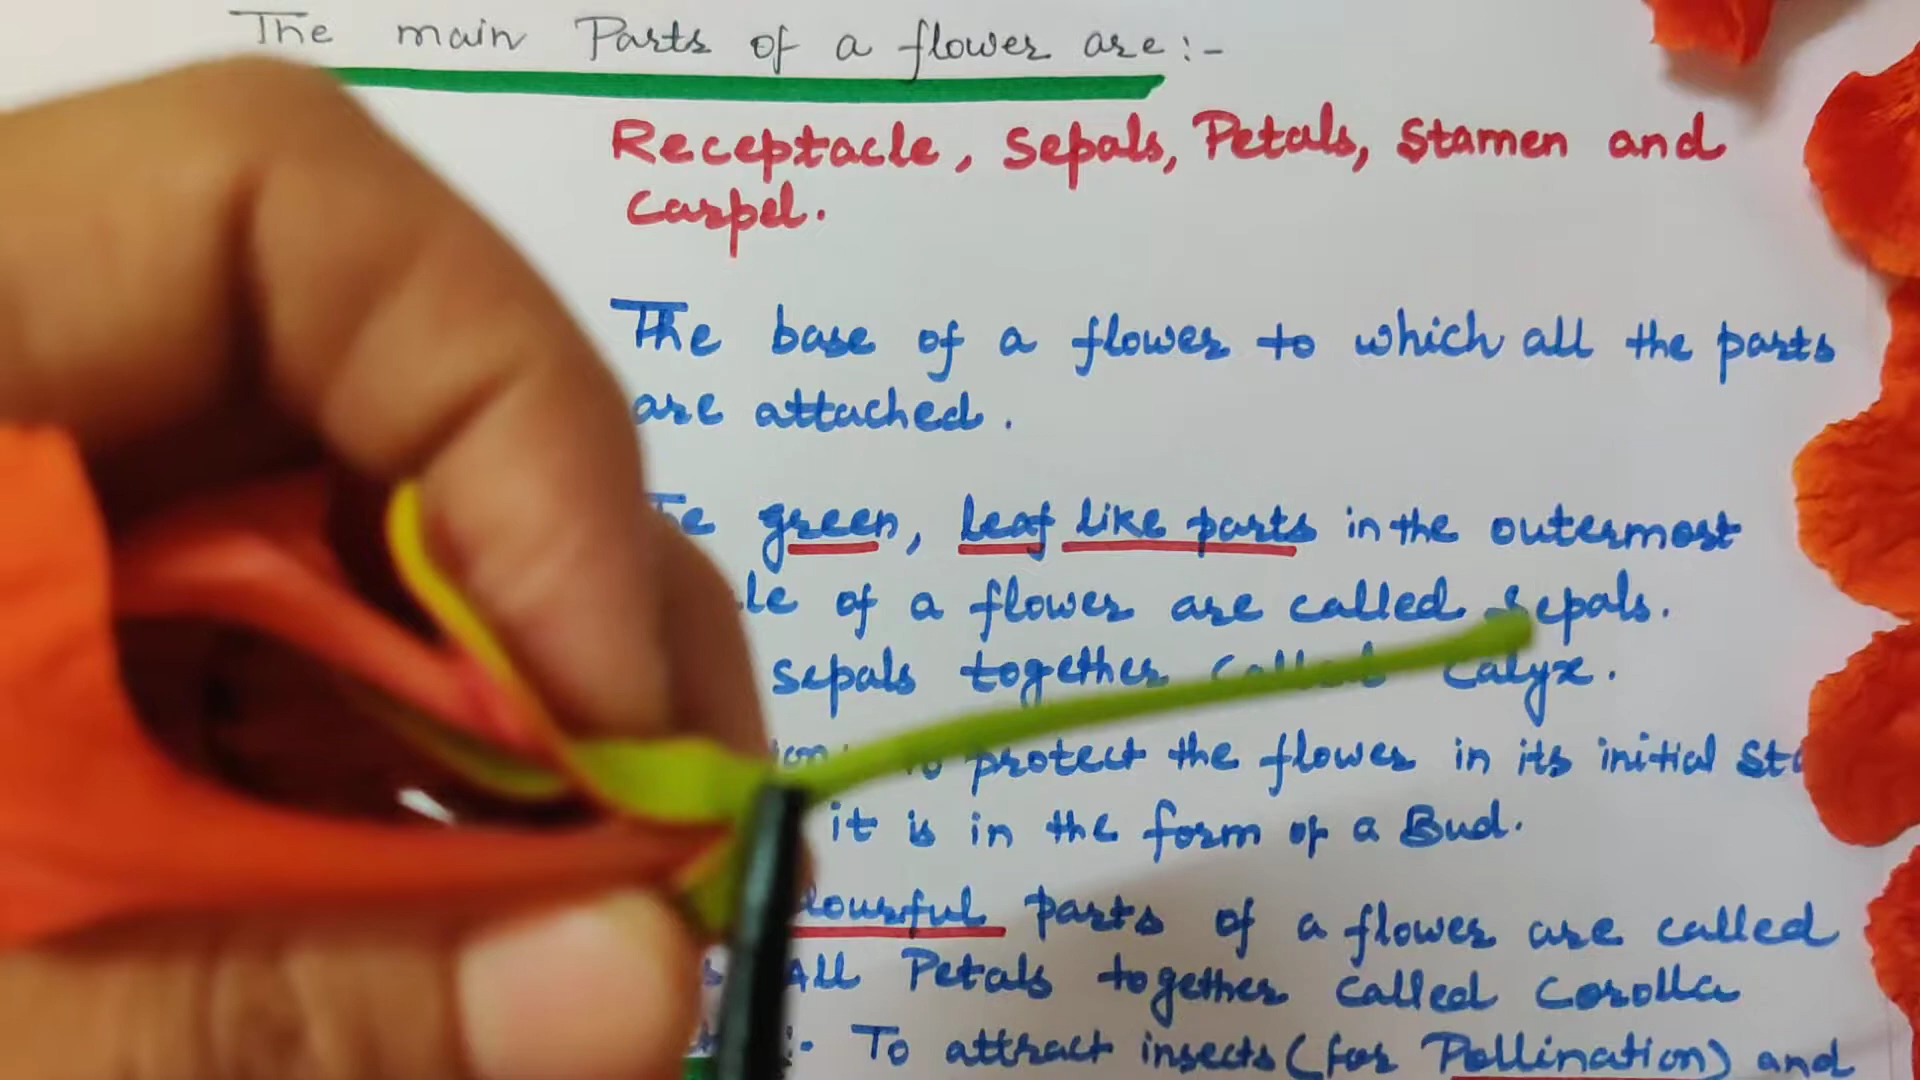 The main Parts of a flower are:-
Receptacle, Sepals, Petals, Stamen and
Carpel.
The base of a flower to which all the parts
are attached.
green, leaf like parts in the outermost
of a flower are called Sepals.
sepals together called Calyx.
to protect the flower in its initial
it is in the form of a Bud.
parts of a flower are called
All Petals together called Corolla
:- To attract insects (for Pollination) and